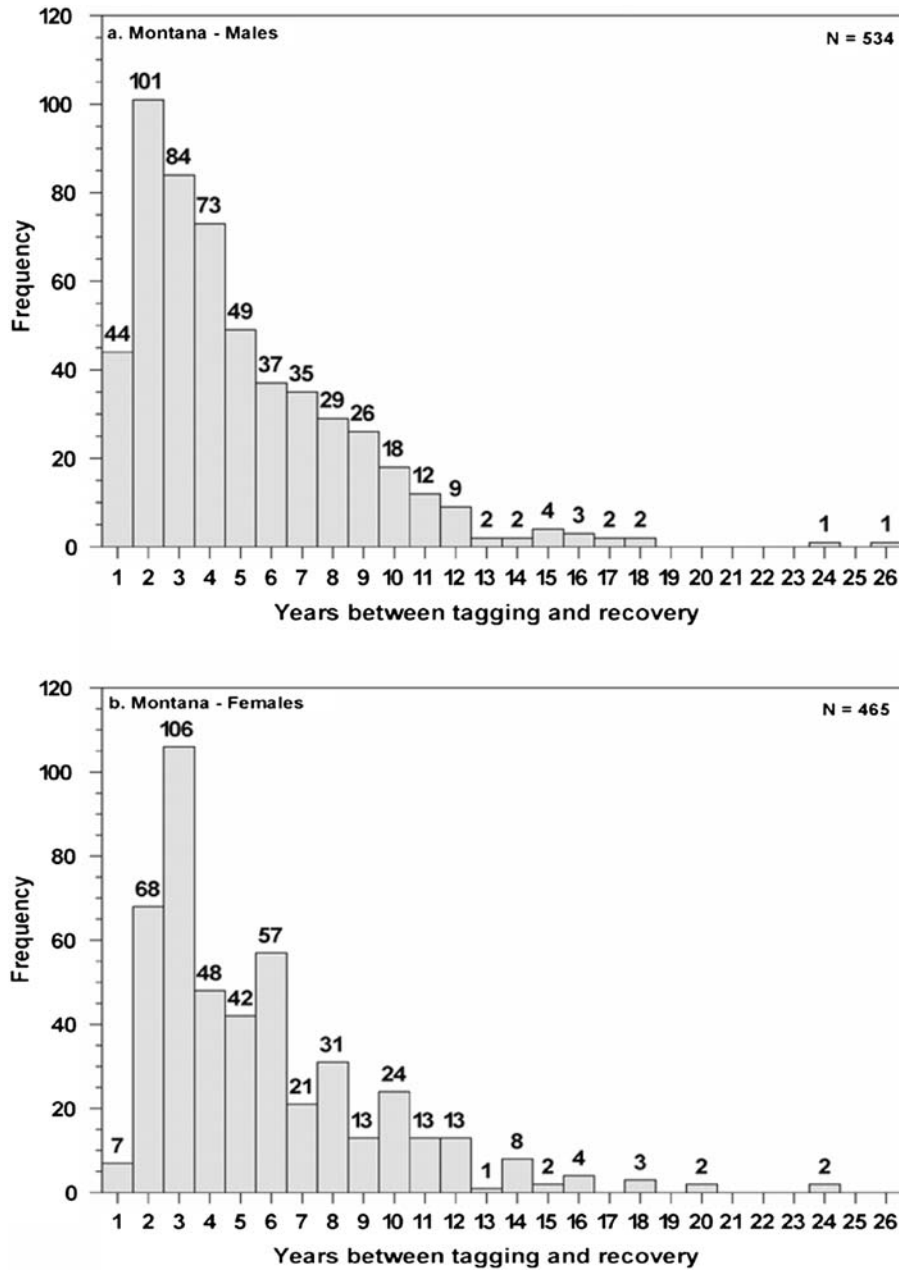 a. Montana - Males
N = 534
120
100
80
60
40
20
0
Frequency
44 101 84 73 49 37 35 29 26 18 12 9 2 2 4 3 2 2 1 1
1 2 3 4 5 6 7 8 9 10 11 12 13 14 15 16 17 18 19 20 21 22 23 24 25 26
Years between tagging and recovery
b. Montana - Females
N = 465
120
100
80
60
40
20
0
Frequency
7 68 106 48 42 57 21 31 13 24 13 13 1 8 2 4 3 2 2
1 2 3 4 5 6 7 8 9 10 11 12 13 14 15 16 17 18 19 20 21 22 23 24 25 26
Years between tagging and recovery